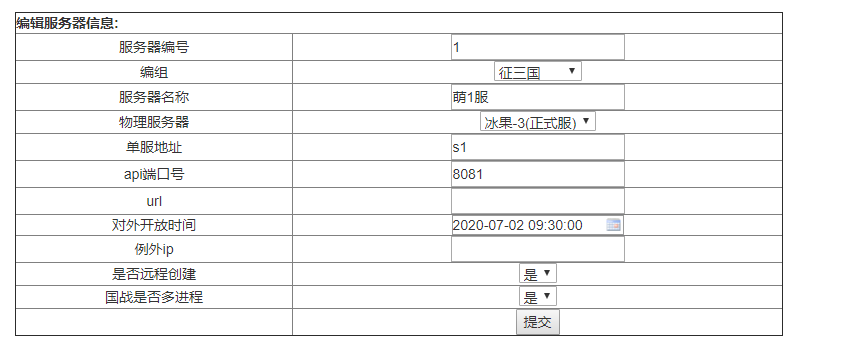 编辑服务器信息:
服务器编号 1
编组 征三国
服务器名称 萌1服
物理服务器 冰果-3(正式服)
单服地址 s1
api端口号 8081
url
对外开放时间 2020-07-02 09:30:00
例外ip
是否远程创建 是
国战是否多进程 是
提交